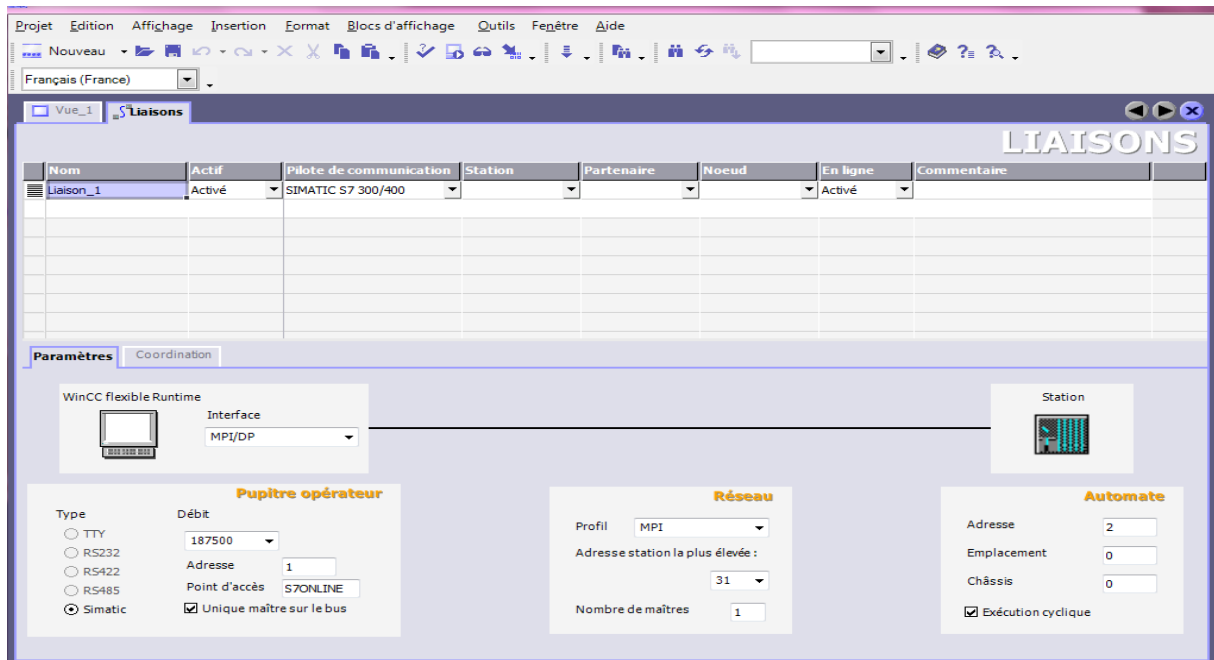 Projet Edition Affichage Insertion Format Blocs d'affichage Outils Fenêtre Aide
Nouveau
Français (France)
Vue_1 Liaisons
LIAISONS
Nom Actif Pilote de communication Station Partenaire Noeud En ligne Commentaire
Liaison_1 Activé SIMATIC S7 300/400 Activé
Paramètres Coordination
WinCC flexible Runtime
Interface
MPI/DP
Station
Pupitre opérateur
Type Débit
TTY
187500
RS232
RS422
Adresse 1
RS485
Point d'accès S7ONLINE
Simatic
Unique maître sur le bus
Réseau
Profil MPI
Adresse station la plus élevée :
31
Nombre de maîtres 1
Automate
Adresse 2
Emplacement 0
Châssis 0
Exécution cyclique